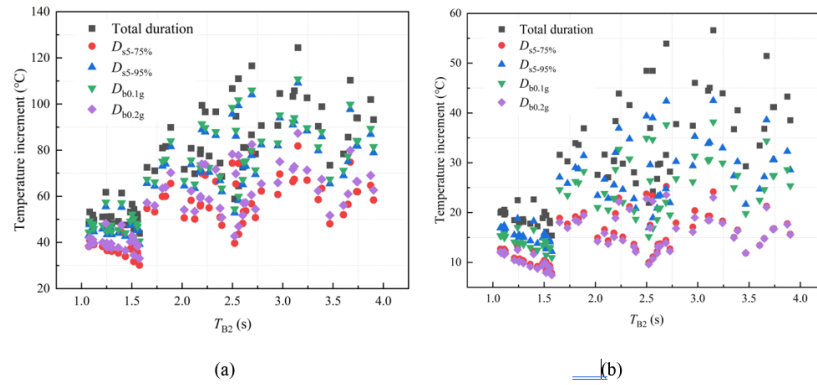 140
120
100
80
60
40
20
Temperature increment (℃)
Total duration
Ds5-75%
Ds5-95%
Db0.1g
Db0.2g
1.0 1.5 2.0 2.5 3.0 3.5 4.0
TB2 (s)
(a)
60
50
40
30
20
10
Temperature increment (℃)
Total duration
Ds5-75%
Ds5-95%
Db0.1g
Db0.2g
1.0 1.5 2.0 2.5 3.0 3.5 4.0
TB2 (s)
(b)